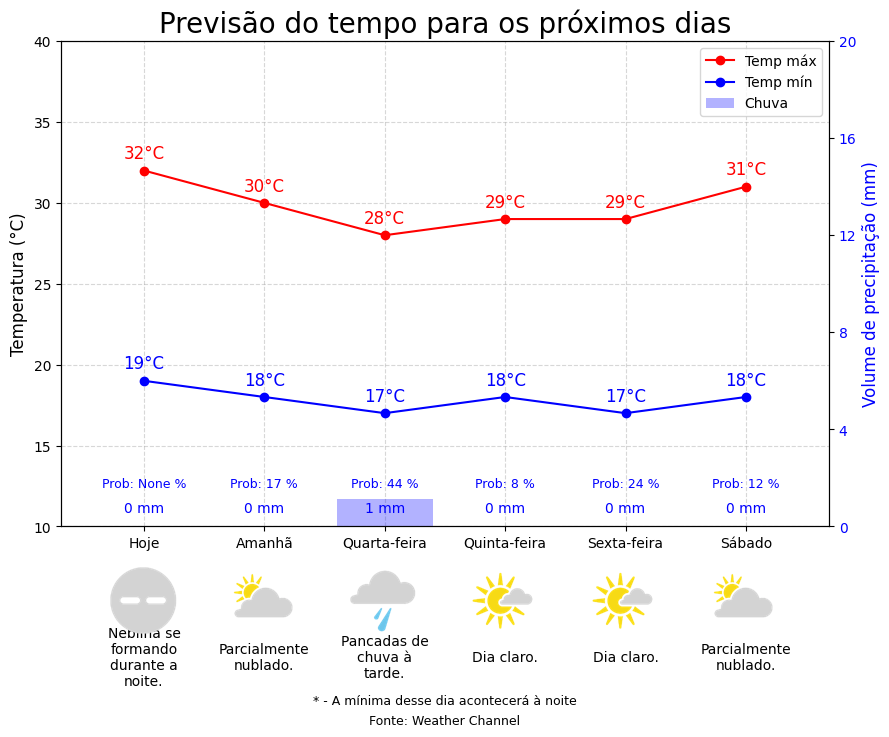 Previsão do tempo para os próximos dias
40
35
30
25
20
15
10
Temperatura (°C)
20
16
12
8
4
0
Volume de precipitação (mm)
Temp máx
Temp mín
Chuva
32°C
30°C
28°C
29°C
29°C
31°C
19°C
18°C
17°C
18°C
17°C
18°C
Prob: None %
Prob: 17 %
Prob: 44 %
Prob: 8 %
Prob: 24 %
Prob: 12 %
0 mm
0 mm
1 mm
0 mm
0 mm
0 mm
Hoje
Amanhã
Quarta-feira
Quinta-feira
Sexta-feira
Sábado
Neblina se
formando
durante a
noite.
Parcialmente
nublado.
Pancadas de
chuva à
tarde.
Dia claro.
Dia claro.
Parcialmente
nublado.
* - A mínima desse dia acontecerá à noite
Fonte: Weather Channel